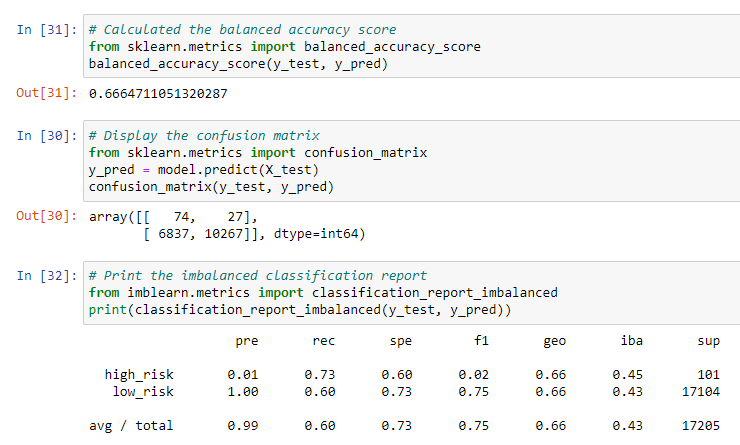 In [31]: # Calculated the balanced accuracy score
from sklearn.metrics import balanced_accuracy_score
balanced_accuracy_score(y_test, y_pred)
Out[31]: 0.6664711051320287
In [30]: # Display the confusion matrix
from sklearn.metrics import confusion_matrix
y_pred = model.predict(X_test)
confusion_matrix(y_test, y_pred)
Out[30]: array([[   74,    27],
       [ 6837, 10267]], dtype=int64)
In [32]: # Print the imbalanced classification report
from imblearn.metrics import classification_report_imbalanced
print(classification_report_imbalanced(y_test, y_pred))
pre rec spe f1 geo iba sup
high_risk 0.01 0.73 0.60 0.02 0.66 0.45 101
low_risk 1.00 0.60 0.73 0.75 0.66 0.43 17104
avg / total 0.99 0.60 0.73 0.75 0.66 0.43 17205